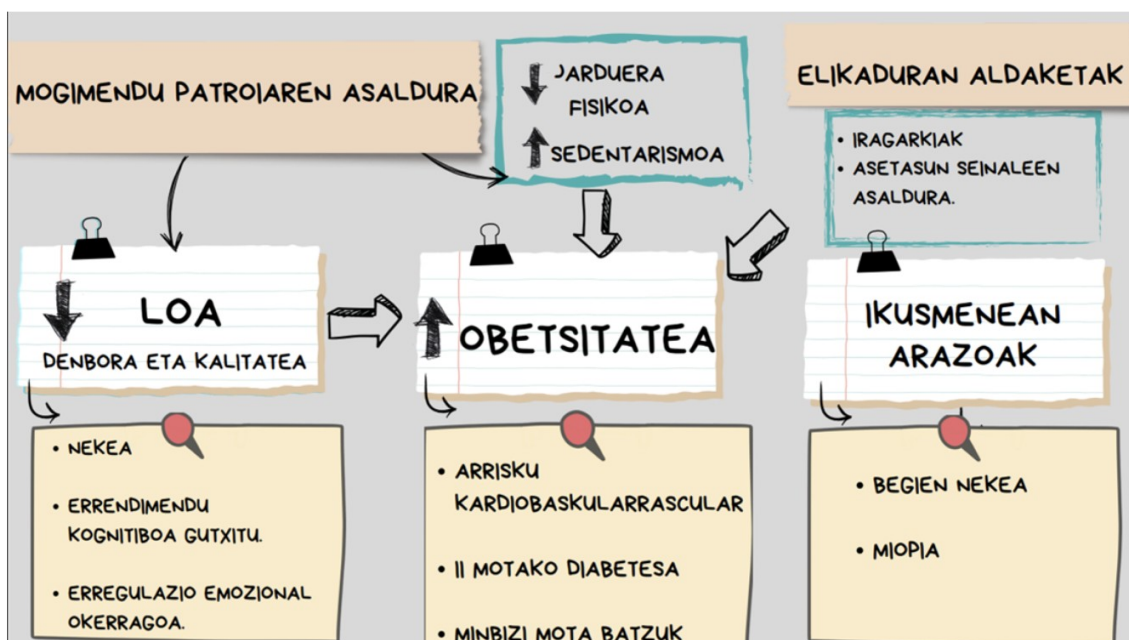 MOGIMENDU PATROIAREN ASALDURA
JARDUERA
FISIKOA
SEDENTARISMOA
ELIKADURAN ALDAKETAK
• IRAGARKIAK
• ASETASUN SEINALEEN
ASALDURA.
LOA
DENBORA ETA KALITATEA
OBETSITATEA
IKUSMENEAN
ARAZOAK
• NEKEA
• ERRENDIMENDU
KOGNITIBOA GUTXITU.
• ERREGULAZIO EMOZIONAL
OKERRAGOA.
• ARRISKU
KARDIOBASKULARRASCULAR
• II MOTAKO DIABETESA
• MINBIZI MOTA BATZUK
• BEGIEN NEKEA
• MIOPIA